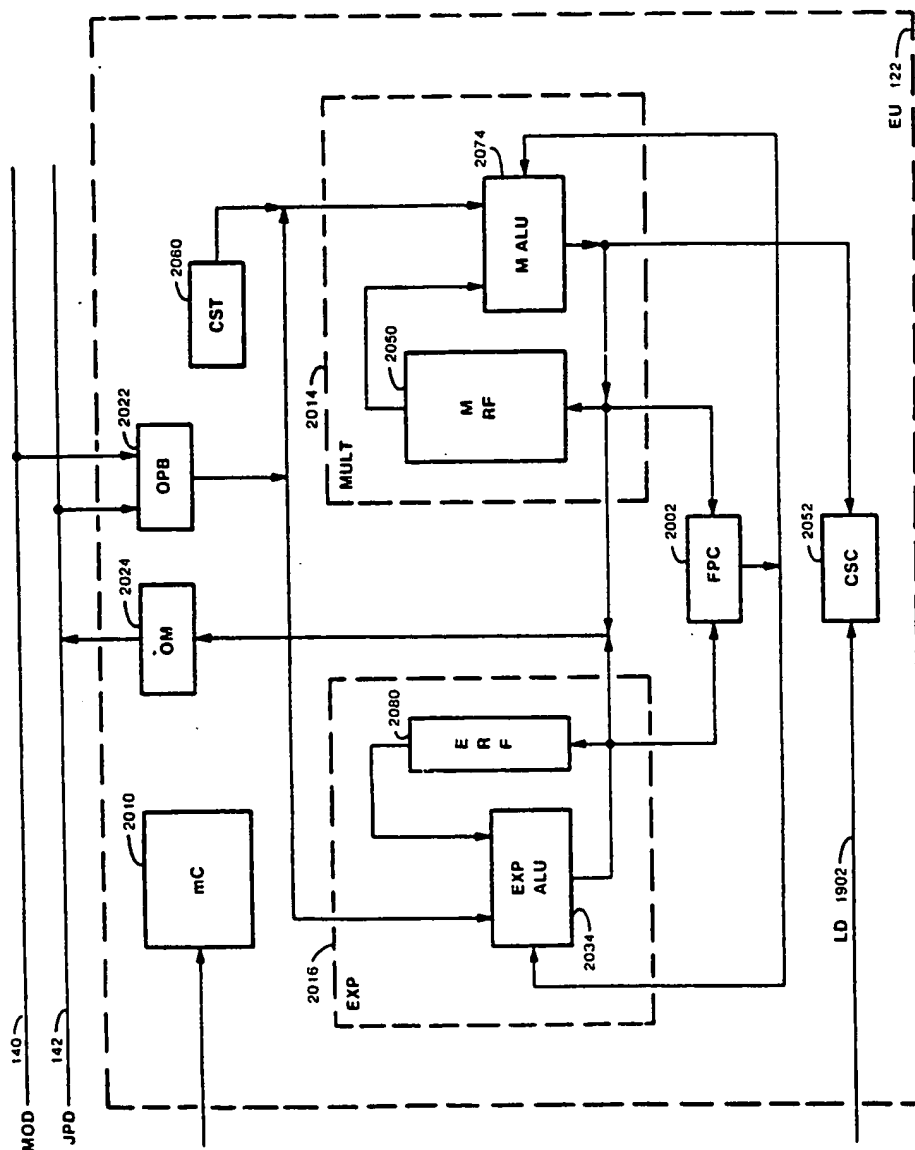 MOD
140
JPD
142
2010
mC
2024
OM
2022
OPB
2060
CST
2016
EXP
EXP
ALU
2034
2080
E
R
F
2014
MULT
2050
M
RF
2074
M ALU
2002
FPC
2052
CSC
LD 1902
EU 122